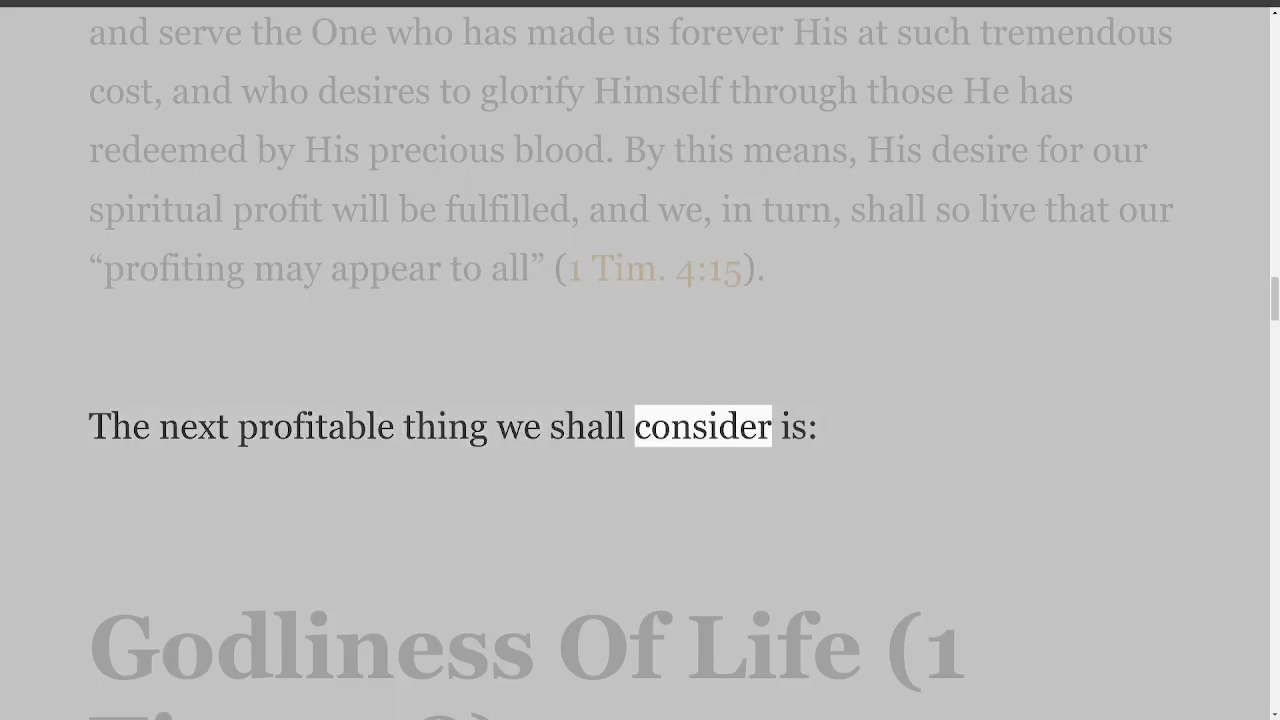 and serve the One who has made us forever His at such tremendous
cost, and who desires to glorify Himself through those He has
redeemed by His precious blood. By this means, His desire for our
spiritual profit will be fulfilled, and we, in turn, shall so live that our
“profiting may appear to all” (1 Tim. 4:15).
The next profitable thing we shall consider is:
Godliness Of Life (1